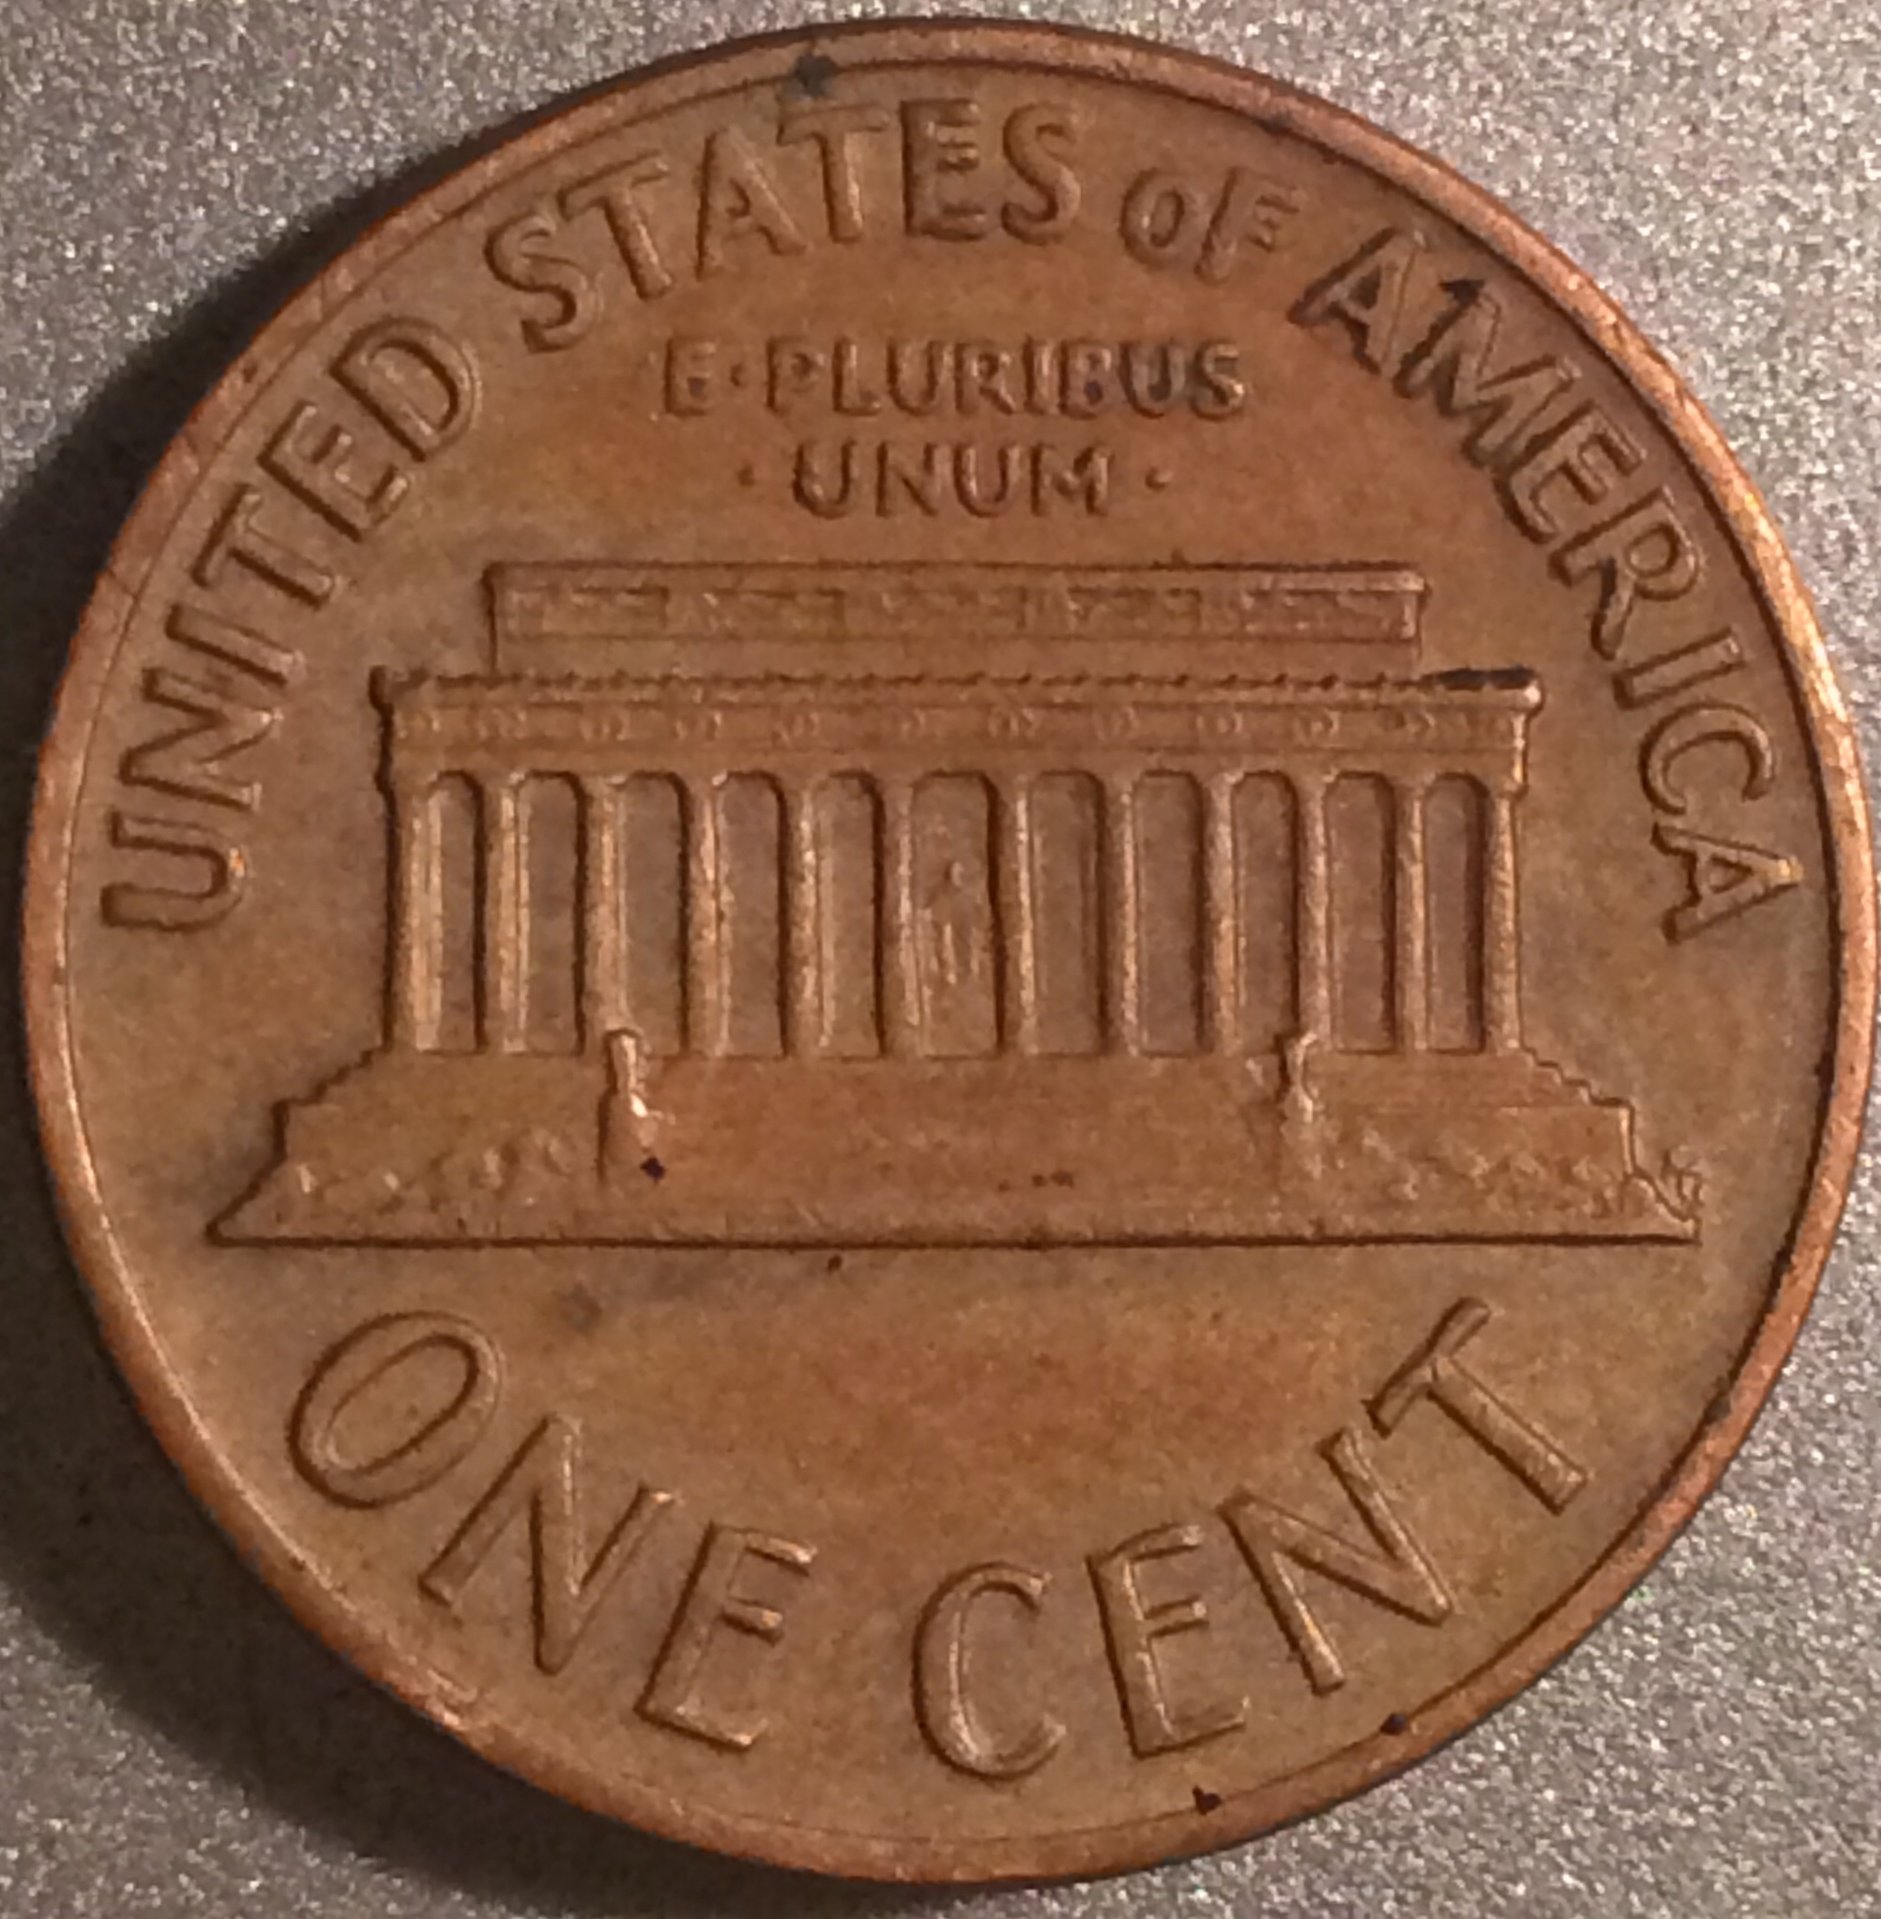 UNITED STATES OF AMERICA
E·PLURIBUS
·UNUM·
ONE CENT